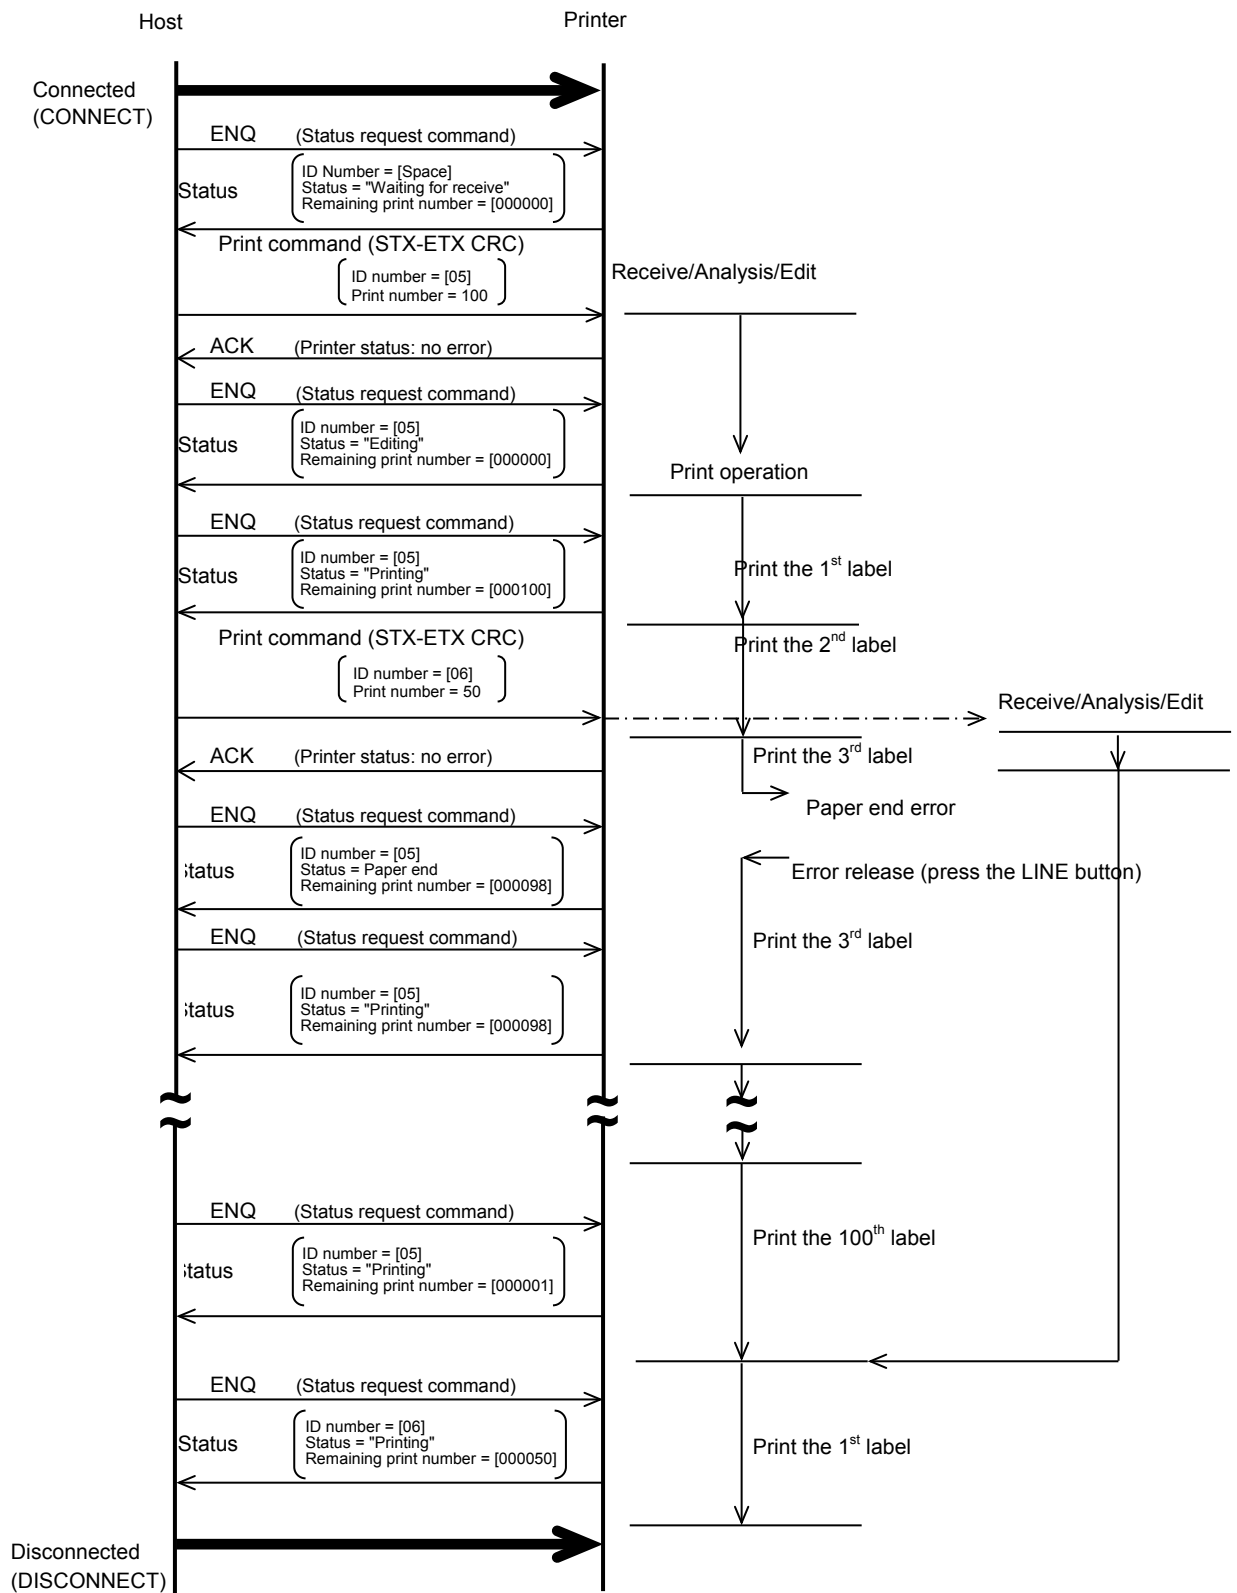 Host
Printer
Connected
(CONNECT)
ENQ (Status request command)
Status
ID Number = [Space]
Status = "Waiting for receive"
Remaining print number = [000000]
Print command (STX-ETX CRC)
ID number = [05]
Print number = 100
Receive/Analysis/Edit
ACK (Printer status: no error)
ENQ (Status request command)
Status
ID number = [05]
Status = "Editing"
Remaining print number = [000000]
Print operation
ENQ (Status request command)
Status
ID number = [05]
Status = "Printing"
Remaining print number = [000100]
Print the 1st label
Print command (STX-ETX CRC)
Print the 2nd label
ID number = [06]
Print number = 50
Receive/Analysis/Edit
ACK (Printer status: no error)
Print the 3rd label
Paper end error
ENQ (Status request command)
Status
ID number = [05]
Status = Paper end
Remaining print number = [000098]
Error release (press the LINE button)
ENQ (Status request command)
Print the 3rd label
Status
ID number = [05]
Status = "Printing"
Remaining print number = [000098]
ENQ (Status request command)
Print the 100th label
Status
ID number = [05]
Status = "Printing"
Remaining print number = [000001]
ENQ (Status request command)
Status
ID number = [06]
Status = "Printing"
Remaining print number = [000050]
Print the 1st label
Disconnected
(DISCONNECT)